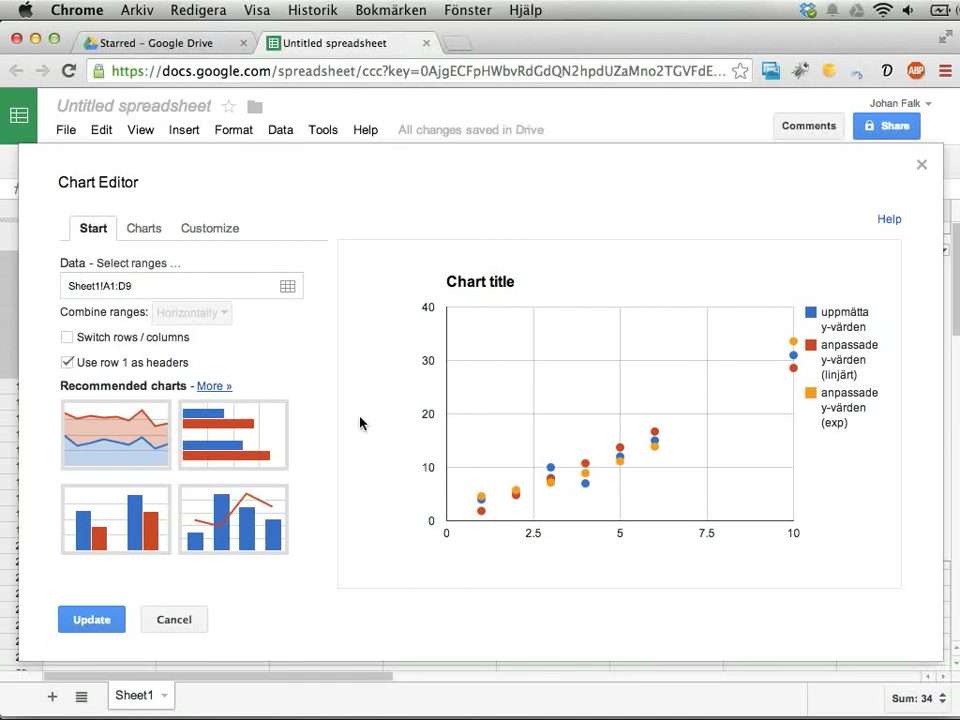 Chrome Arkiv Redigera Visa Historik Bokmärken Fönster Hjälp
Starred – Google Drive × Untitled spreadsheet ×
https://docs.google.com/spreadsheet/ccc?key=0AjgECFpHWbvRdGdQN2hpdUZaMno2TGVFdE... D ABP
Untitled spreadsheet
Johan Falk
File Edit View Insert Format Data Tools Help All changes saved in Drive
Comments Share
Chart Editor
Help
Start Charts Customize
Data - Select ranges ...
Sheet1!A1:D9
Combine ranges: Horizontally
Switch rows / columns
Use row 1 as headers
Recommended charts - More »
Update Cancel
Chart title
40
30
20
10
0
0 2.5 5 7.5 10
uppmätta
y-värden
anpassade
y-värden
(linjärt)
anpassade
y-värden
(exp)
+ Sheet1 Sum: 34